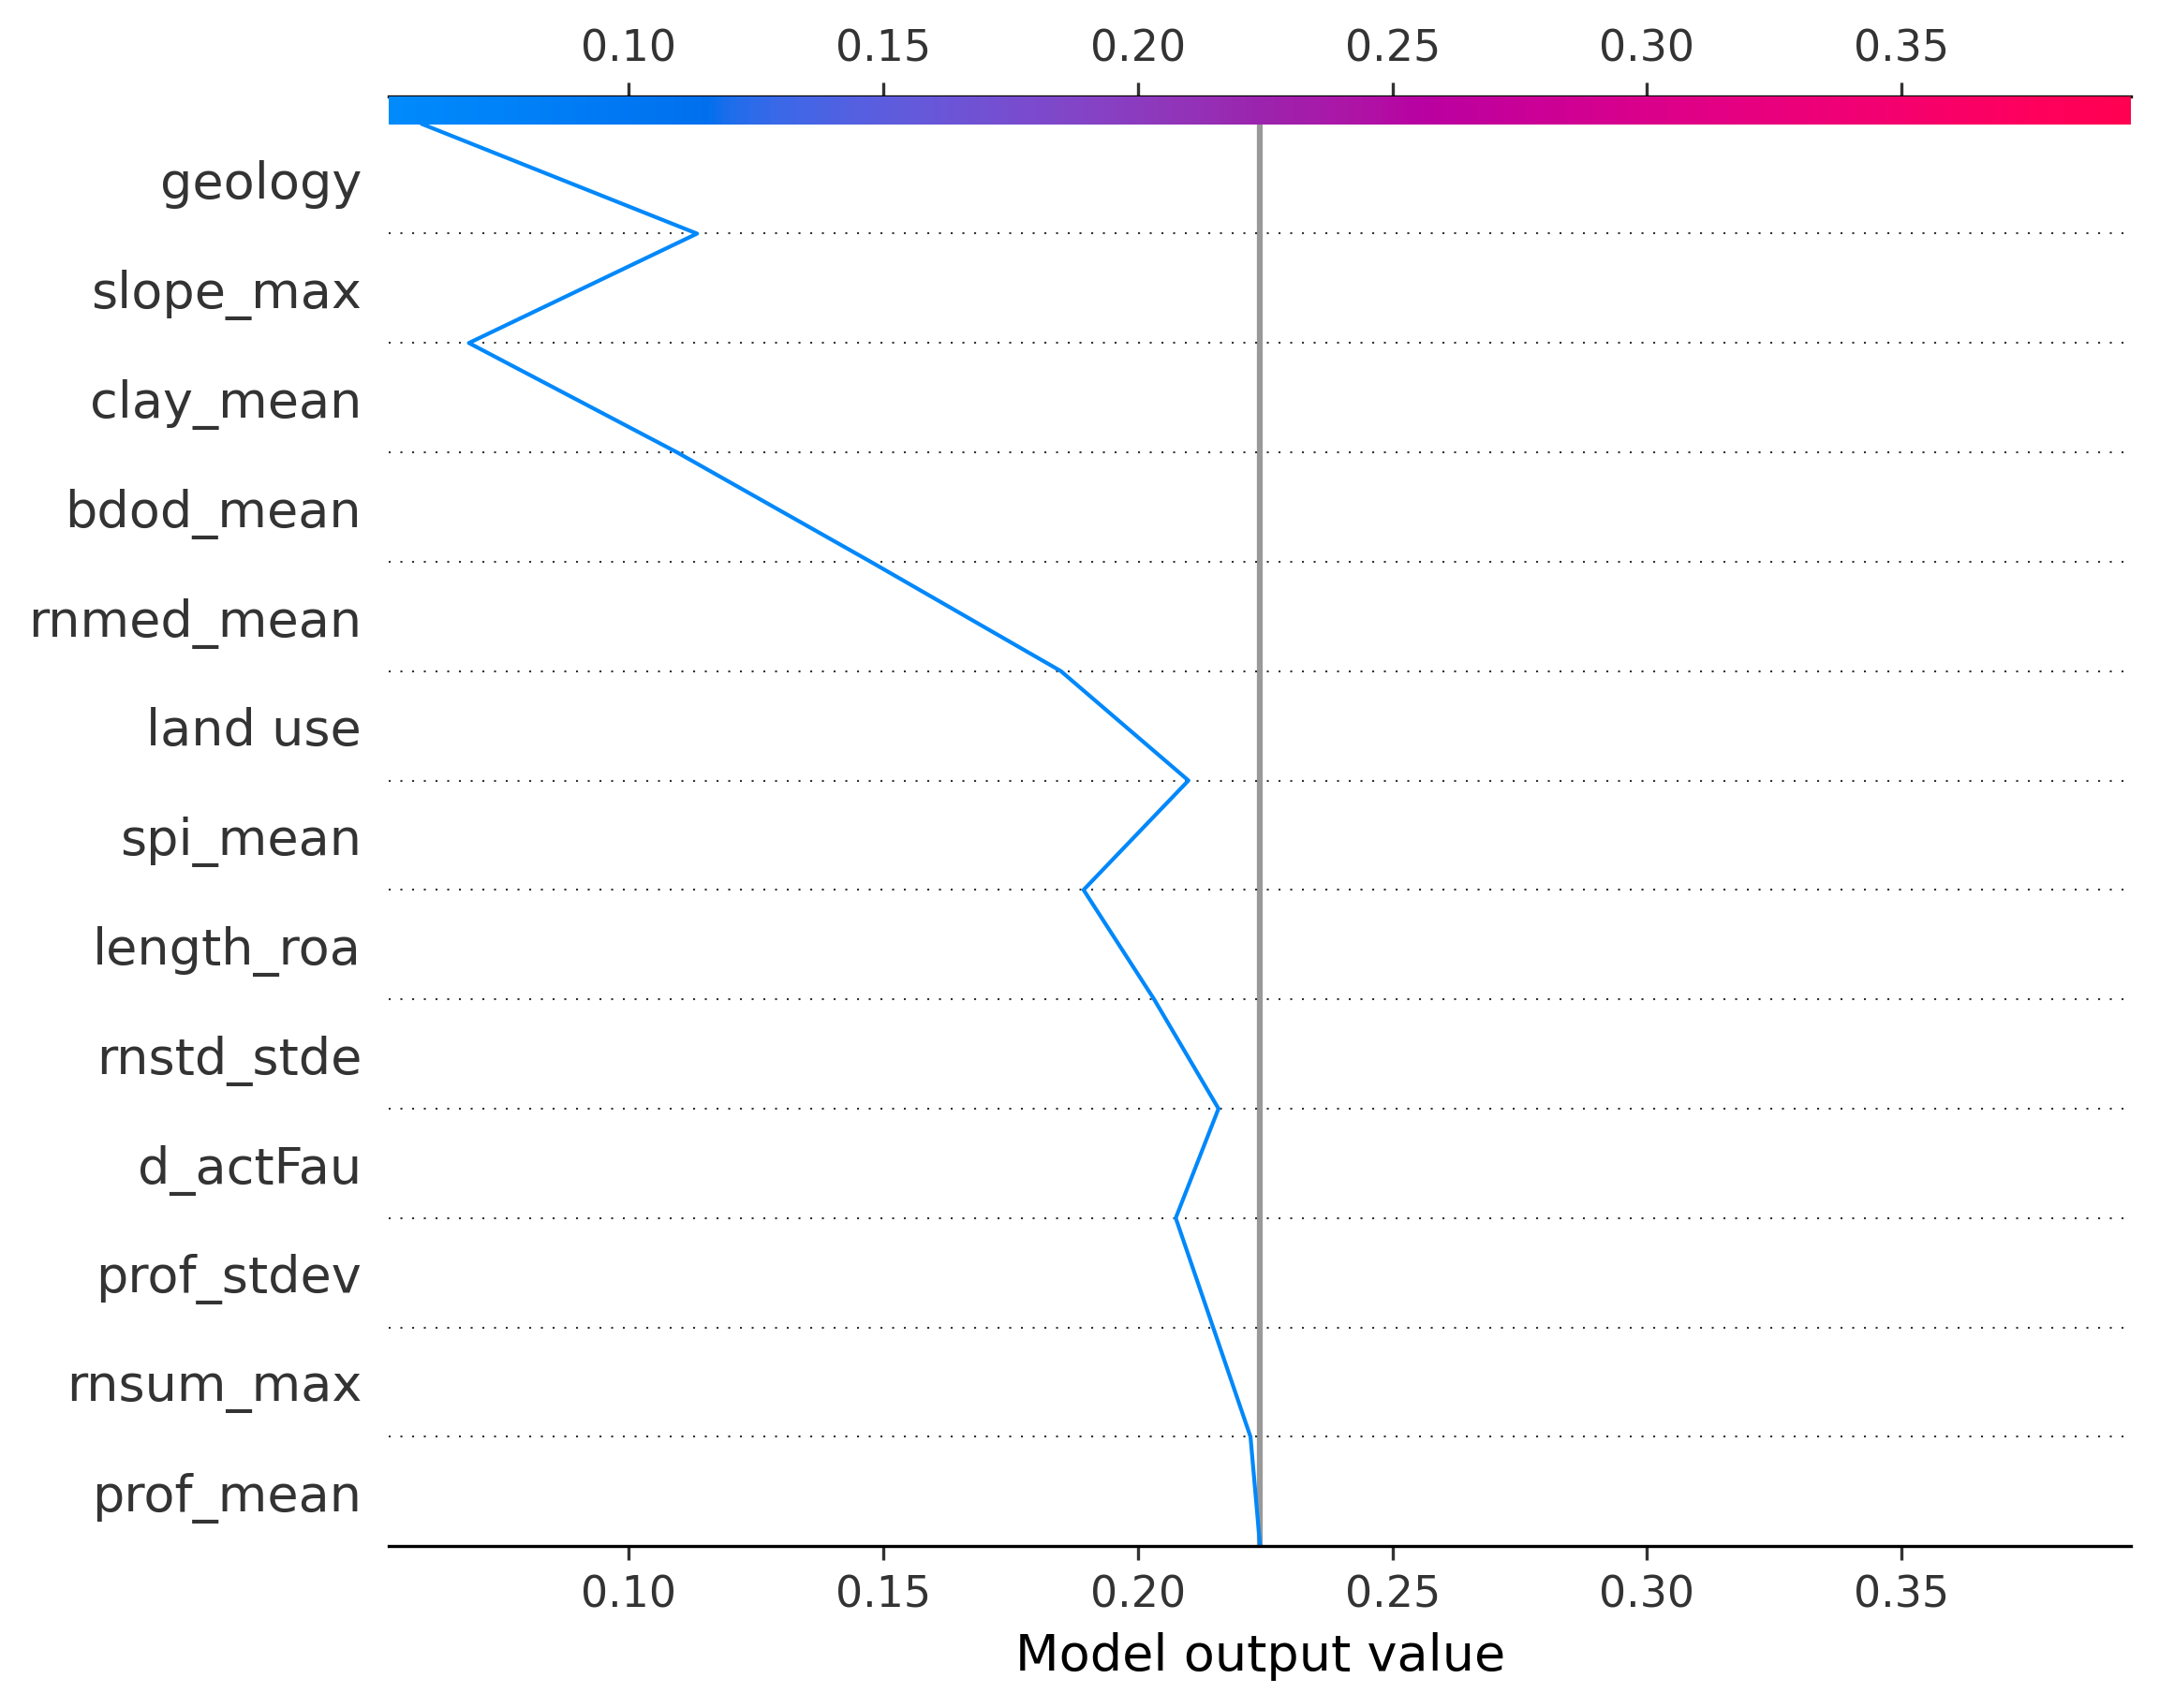 0.10 0.15 0.20 0.25 0.30 0.35
geology
slope_max
clay_mean
bdod_mean
rnmed_mean
land use
spi_mean
length_roa
rnstd_stde
d_actFau
prof_stdev
rnsum_max
prof_mean
0.10 0.15 0.20 0.25 0.30 0.35
Model output value